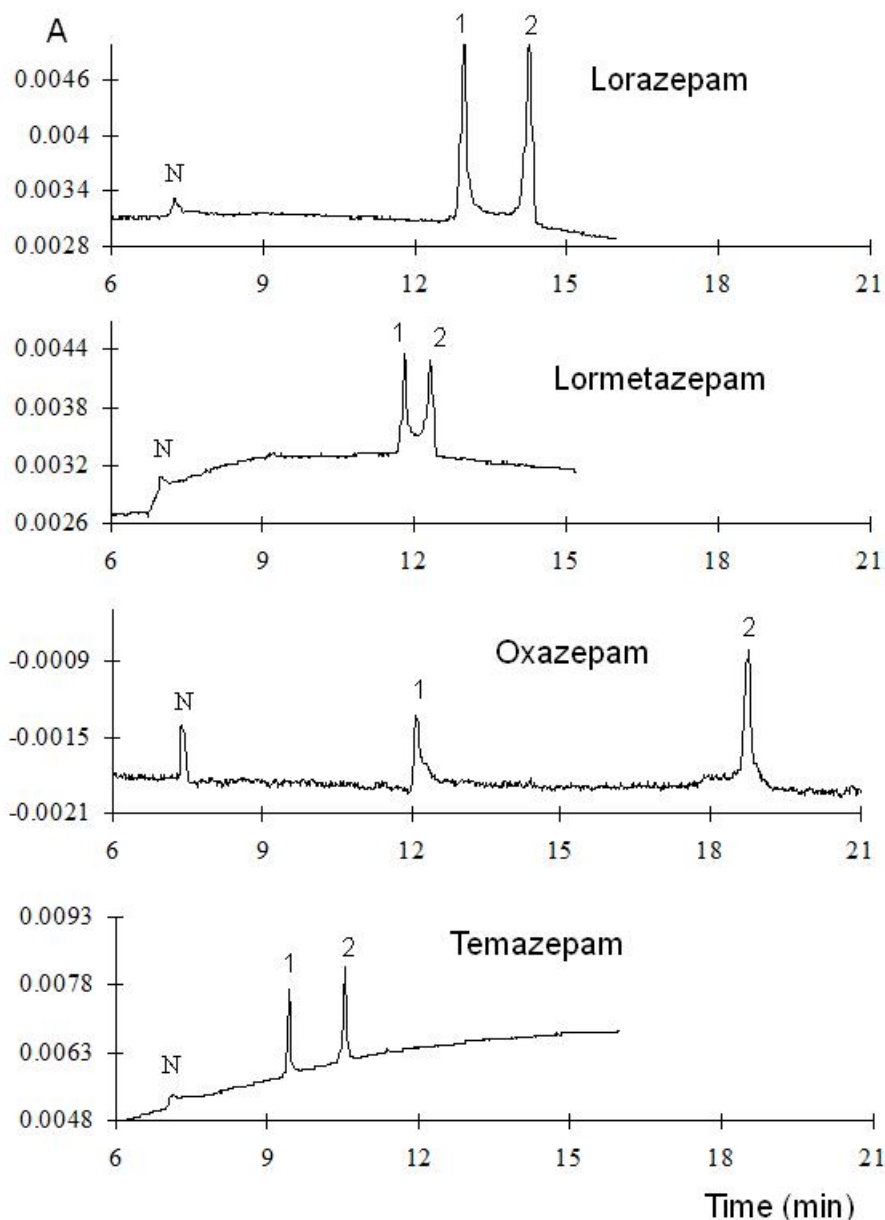 A
1 2
0.0046
Lorazepam
0.004
N
0.0034
0.0028
6 9 12 15 18 21
1 2
0.0044
Lormetazepam
0.0038
N
0.0032
0.0026
6 9 12 15 18 21
2
-0.0009
Oxazepam
1
N
-0.0015
-0.0021
6 9 12 15 18 21
0.0093
Temazepam
1 2
0.0078
N
0.0063
0.0048
6 9 12 15 18 21
Time (min)